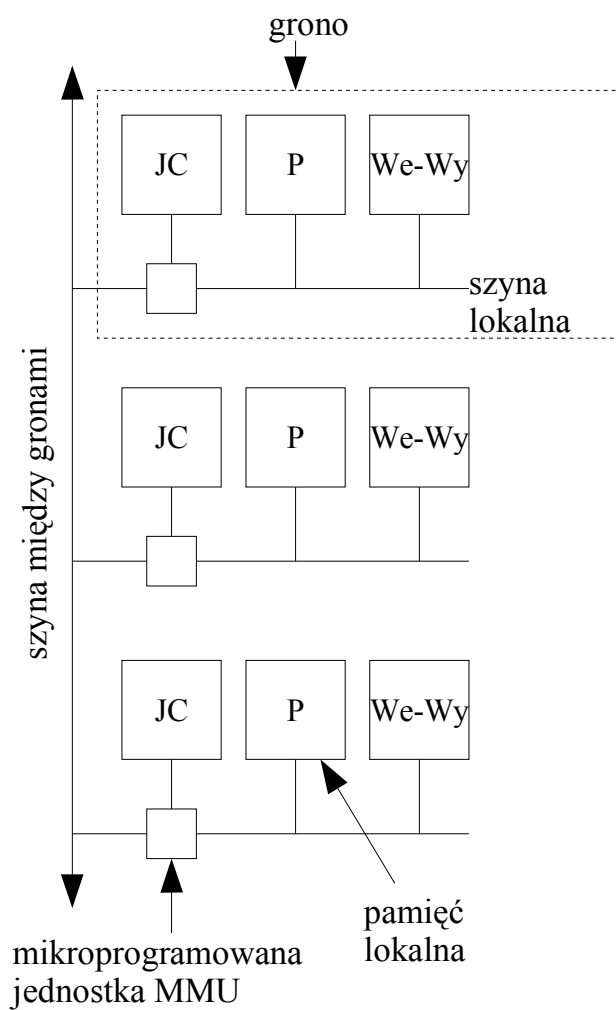 grono
JC
P
We-Wy
szyna
lokalna
szyna między gronami
JC
P
We-Wy
JC
P
We-Wy
pamięć
lokalna
mikroprogramowana
jednostka MMU